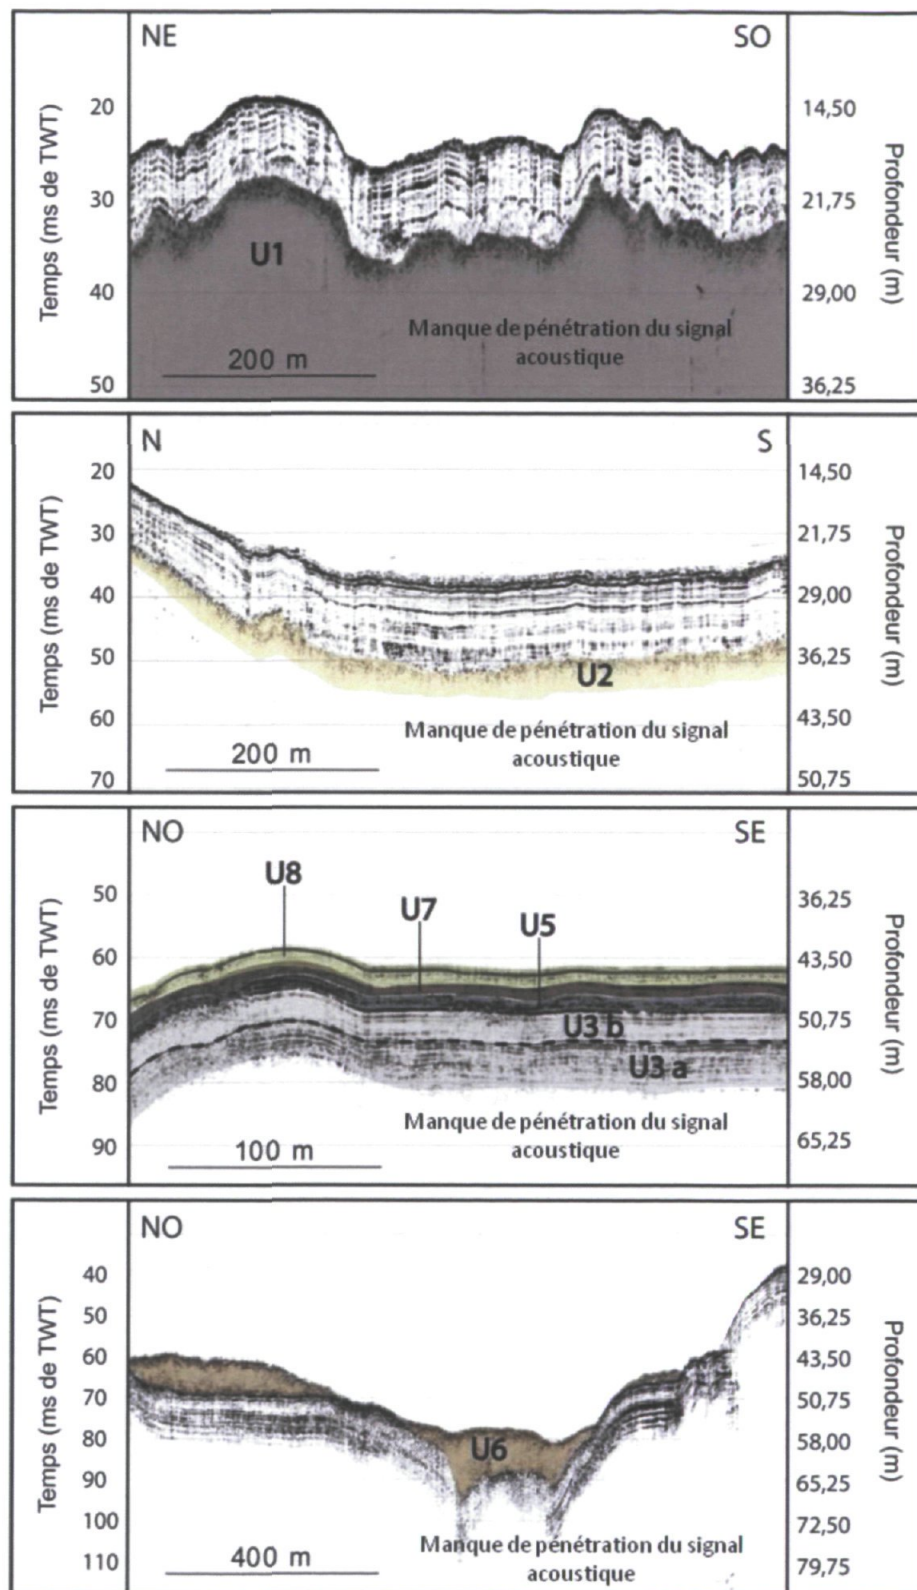 NE SO
Temps (ms de TWT)
20
30
40
50
14,50
21,75
29,00
36,25
Profondeur (m)
U1
Manque de pénétration du signal
acoustique
200 m
N S
Temps (ms de TWT)
20
30
40
50
60
70
14,50
21,75
29,00
36,25
43,50
50,75
Profondeur (m)
U2
Manque de pénétration du signal
acoustique
200 m
NO SE
Temps (ms de TWT)
50
60
70
80
90
36,25
43,50
50,75
58,00
65,25
Profondeur (m)
U8
U7
U5
U3 b
U3 a
Manque de pénétration du signal
acoustique
100 m
NO SE
Temps (ms de TWT)
40
50
60
70
80
90
100
110
29,00
36,25
43,50
50,75
58,00
65,25
72,50
79,75
Profondeur (m)
U6
Manque de pénétration du signal
acoustique
400 m